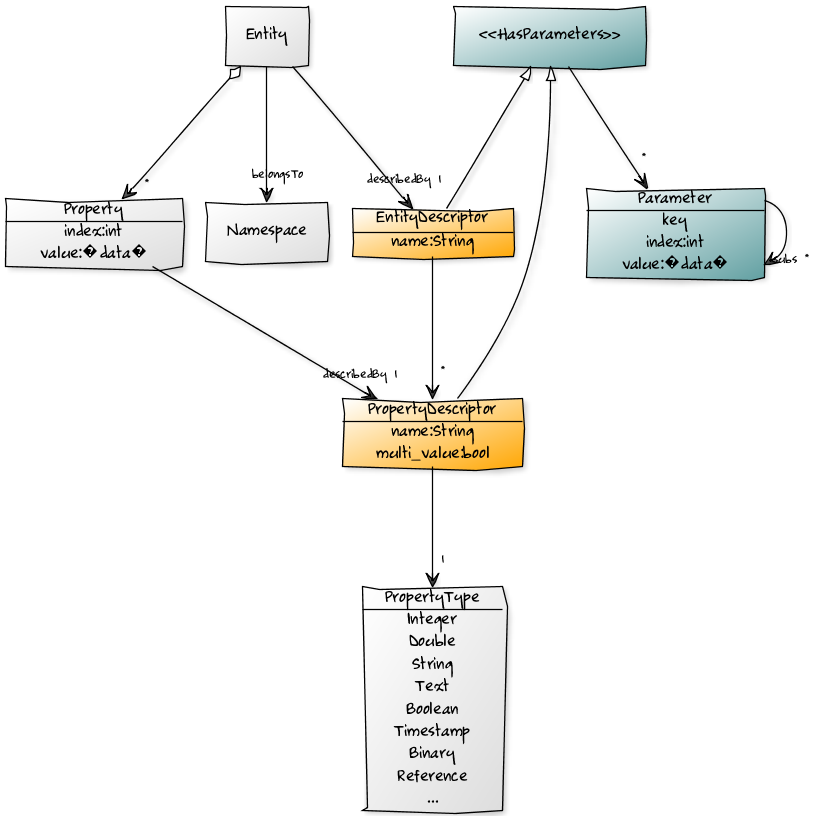 Entity
<<HasParameters>>
*
belongsTo
describedBy 1
*
Property
index:int
value:�data�
Namespace
EntityDescriptor
name:String
Parameter
key
index:int
value:�data�
subs *
describedBy 1
*
PropertyDescriptor
name:String
multi_value:bool
1
PropertyType
Integer
Double
String
Text
Boolean
Timestamp
Binary
Reference
...